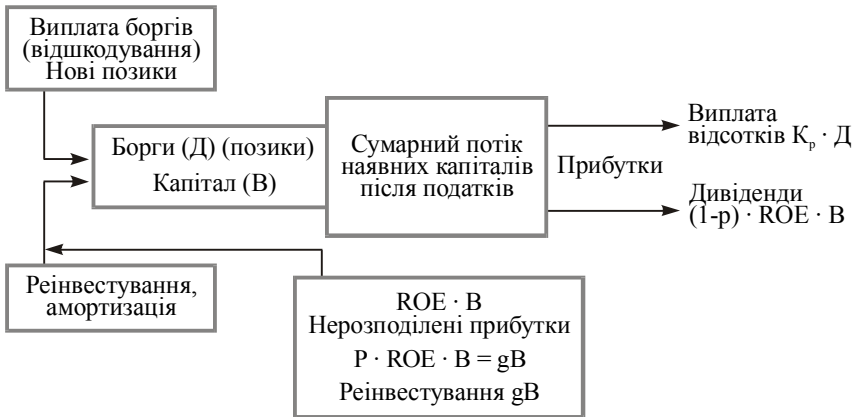 Виплата боргів
(відшкодування)
Нові позики
Борги (Д) (позики)
Капітал (В)
Сумарний потік
наявних капіталів
після податків
Прибутки
Виплата
відсотків Кр · Д
Дивіденди
(1-р) · ROE · В
Реінвестування,
амортизація
ROE · В
Нерозподілені прибутки
Р · ROE · В = gB
Реінвестування gB